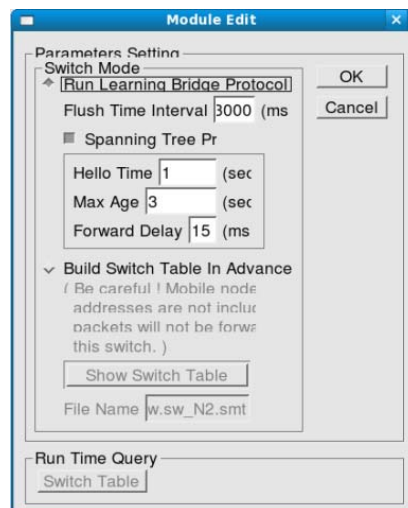 Module Edit
Parameters Setting
Switch Mode
Run Learning Bridge Protocol
Flush Time Interval 3000 (ms
Spanning Tree Pr
Hello Time 1 (sec
Max Age 3 (sec
Forward Delay 15 (ms
Build Switch Table In Advance
( Be careful ! Mobile node
addresses are not includ
packets will not be forwa
this switch. )
Show Switch Table
File Name w.sw_N2.smt
OK
Cancel
Run Time Query
Switch Table